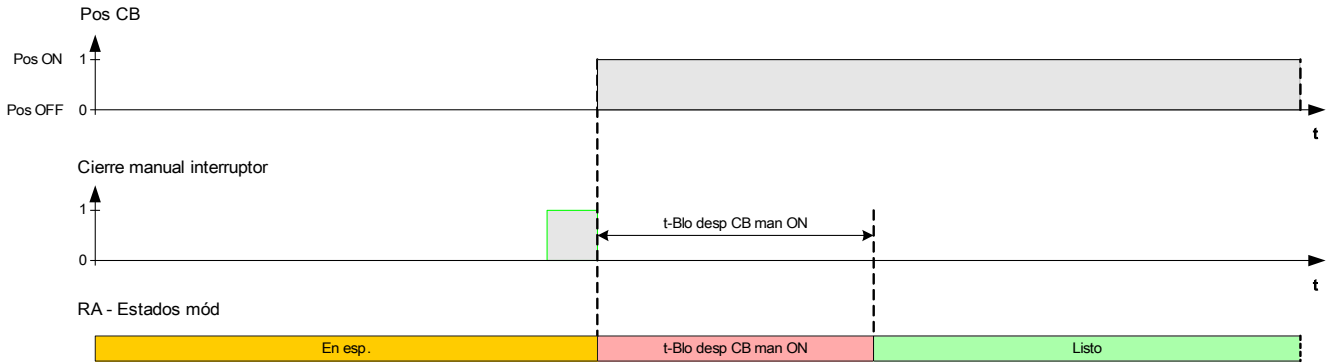 Pos CB
Pos ON 1
Pos OFF 0
t
Cierre manual interruptor
1
t-Blo desp CB man ON
0
t
RA - Estados mód
En esp. t-Blo desp CB man ON Listo